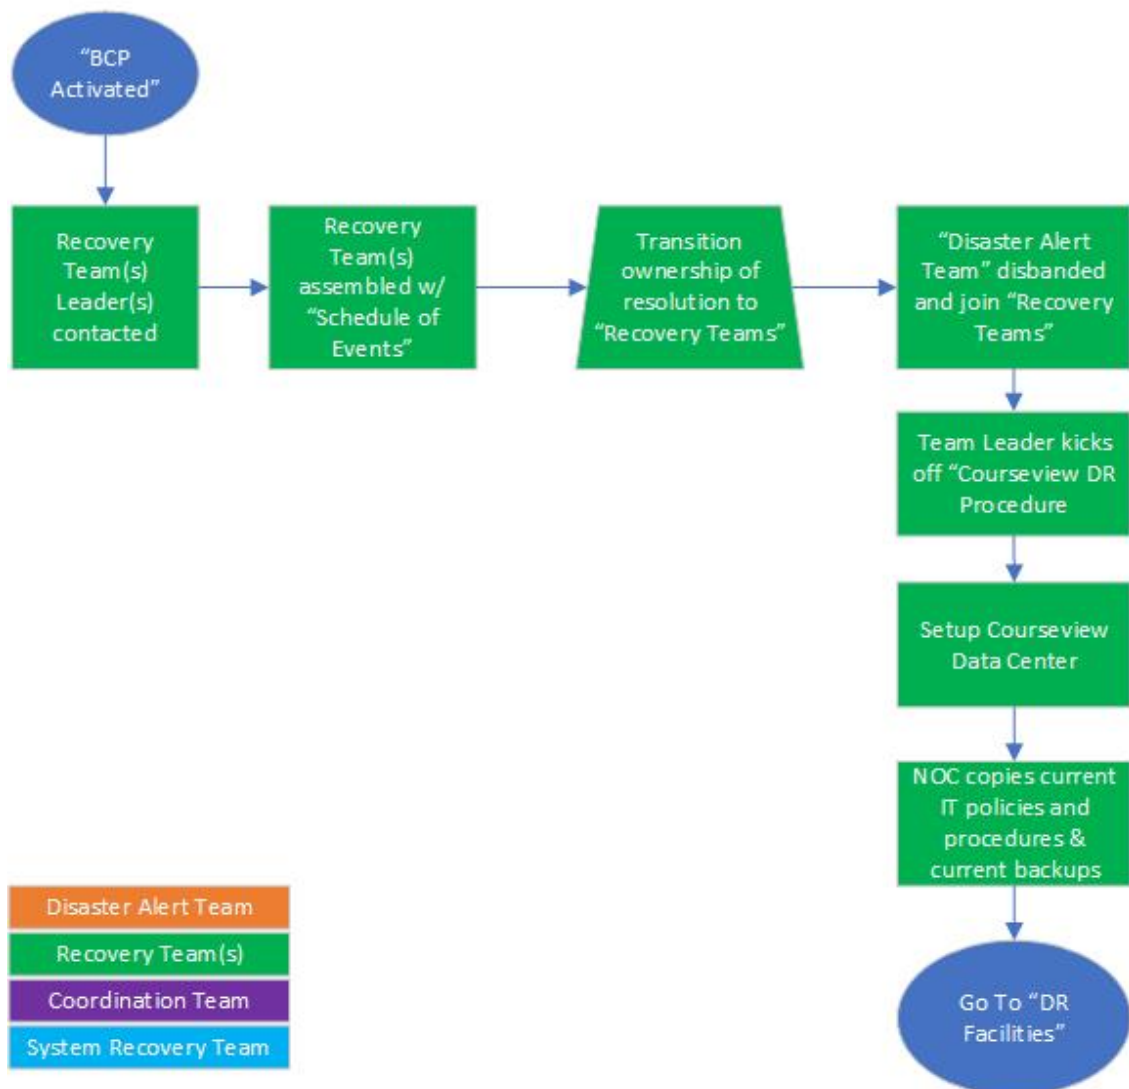 “BCP
Activated”
Recovery
Team(s)
Leader(s)
contacted
Recovery
Team(s)
assembled w/
“Schedule of
Events”
Transition
ownership of
resolution to
“Recovery Teams”
“Disaster Alert
Team” disbanded
and join “Recovery
Teams”
Team Leader kicks
off “Courseview DR
Procedure
Setup Courseview
Data Center
NOC copies current
IT policies and
procedures &
current backups
Go To “DR
Facilities”
Disaster Alert Team
Recovery Team(s)
Coordination Team
System Recovery Team